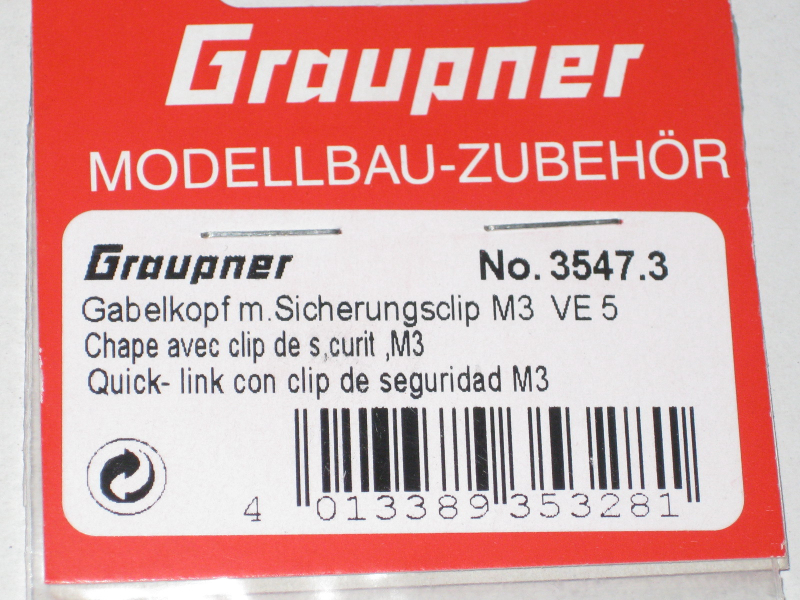 Graupner
MODELLBAU-ZUBEHÖR
Graupner No. 3547.3
Gabelkopf m.Sicherungsclip M3 VE 5
Chape avec clip de s,curit ,M3
Quick- link con clip de seguridad M3
4 013389 353281